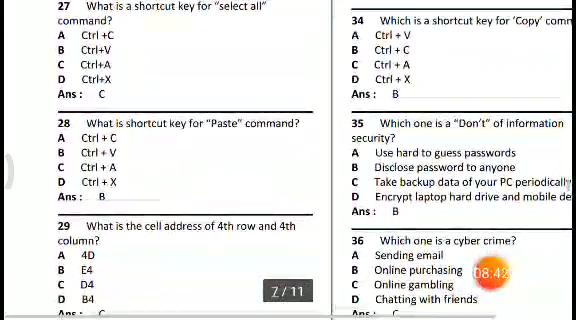 27 What is a shortcut key for "select all"
command?
A Ctrl +C
B Ctrl+V
C Ctrl+A
D Ctrl+X
Ans : C
28 What is shortcut key for "Paste" command?
A Ctrl + C
B Ctrl + V
C Ctrl + A
D Ctrl + X
Ans : B
29 What is the cell address of 4th row and 4th
column?
A 4D
B E4
C D4
D B4
Ans : C
34 Which is a shortcut key for 'Copy'
A Ctrl + V
B Ctrl + C
C Ctrl + A
D Ctrl + X
Ans : B
35 Which one is a "Don't" of information
security?
A Use hard to guess passwords
B Disclose password to anyone
C Take backup data of your PC periodically
D Encrypt laptop hard drive and mobile de
Ans : B
36 Which one is a cyber crime?
A Sending email
B Online purchasing
C Online gambling
D Chatting with friends
Ans : C
08:42
7/11